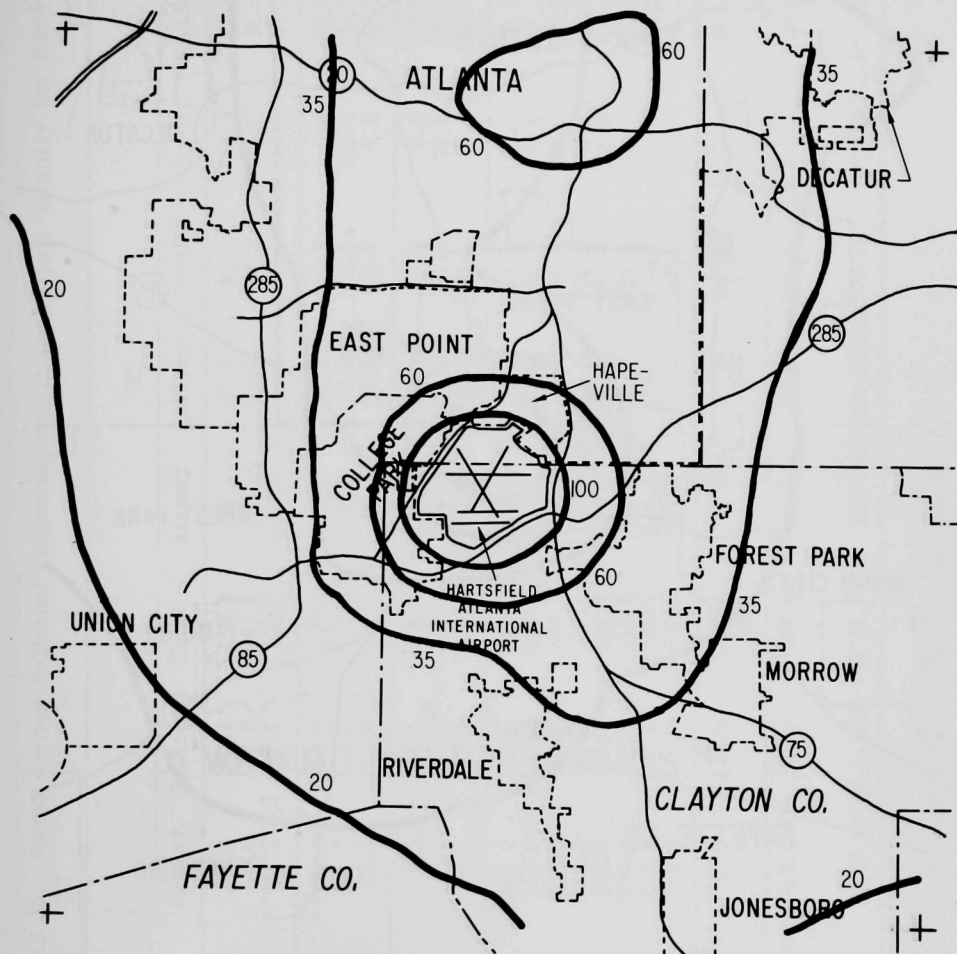 60
35
20
ATLANTA
35
60
DECATUR
20
285
285
EAST POINT
60
HAPE-
VILLE
COLLEGE
PARK
100
FOREST PARK
60
HARTSFIELD
ATLANTA
INTERNATIONAL
AIRPORT
35
UNION CITY
35
85
MORROW
75
20
RIVERDALE
CLAYTON CO.
FAYETTE CO.
20
JONESBORO